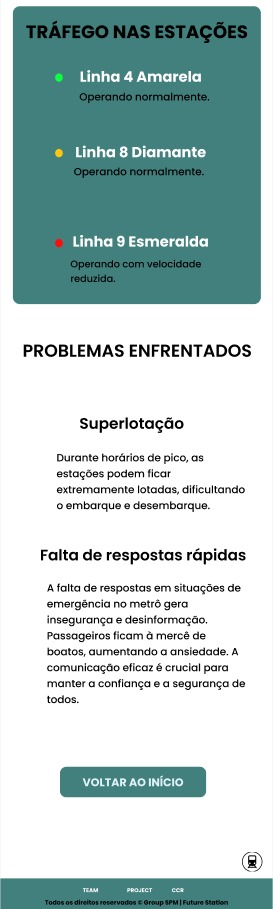 TRÁFEGO NAS ESTAÇÕES
Linha 4 Amarela
Operando normalmente.
Linha 8 Diamante
Operando normalmente.
Linha 9 Esmeralda
Operando com velocidade
reduzida.
PROBLEMAS ENFRENTADOS
Superlotação
Durante horários de pico, as
estações podem ficar
extremamente lotadas, dificultando
o embarque e desembarque.
Falta de respostas rápidas
A falta de respostas em situações de
emergência no metrô gera
insegurança e desinformação.
Passageiros ficam à mercê de
boatos, aumentando a ansiedade. A
comunicação eficaz é crucial para
manter a confiança e a segurança de
todos.
VOLTAR AO INÍCIO
TEAM PROJECT CCR
Todos os direitos reservados © Group SPM | Future Station